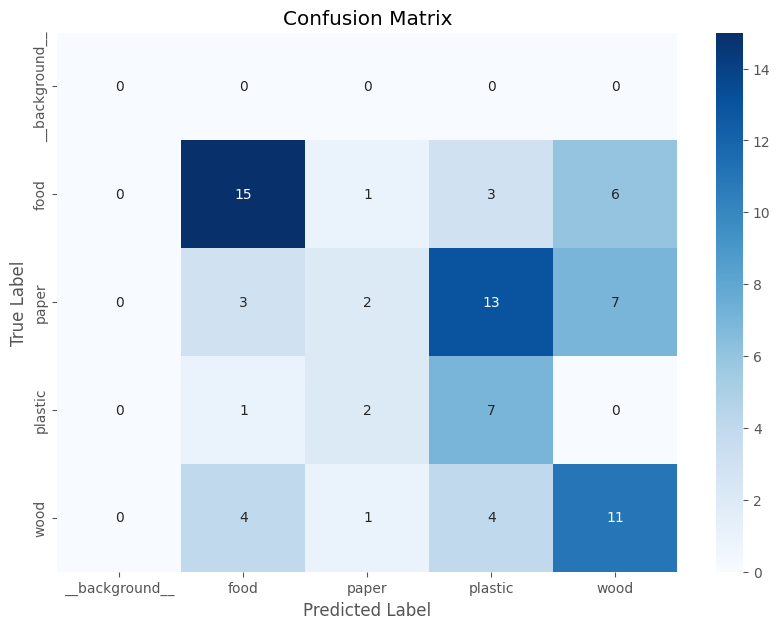 Confusion Matrix
__background__ 0 0 0 0 0
food 0 15 1 3 6
paper 0 3 2 13 7
plastic 0 1 2 7 0
wood 0 4 1 4 11
__background__ food paper plastic wood
Predicted Label
True Label
14
12
10
8
6
4
2
0